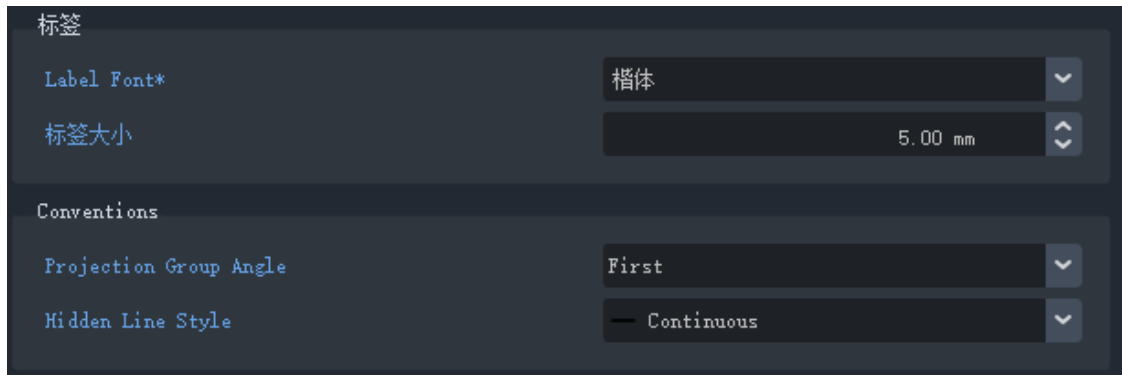 标签
Label Font*
楷体
标签大小
5.00 mm
Conventions
Projection Group Angle
First
Hidden Line Style
Continuous